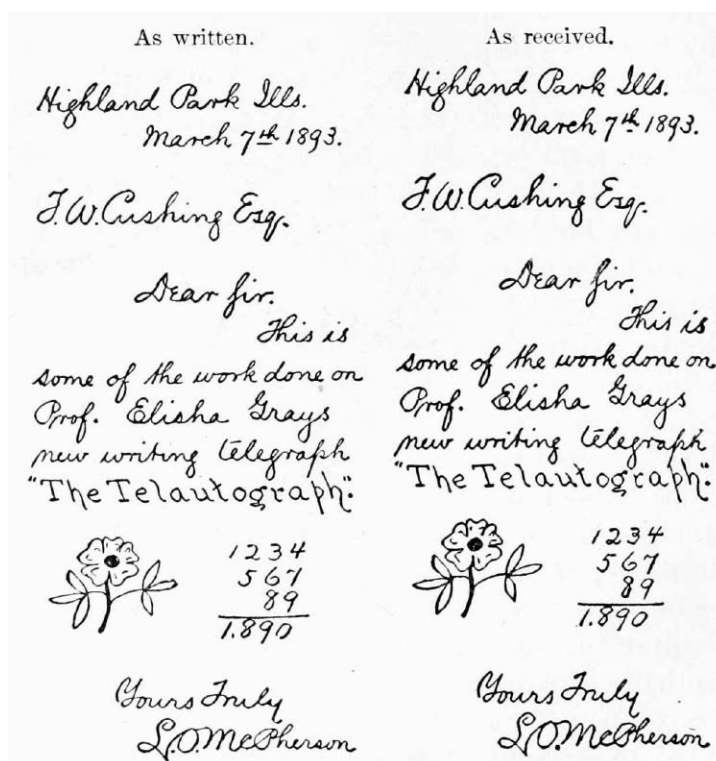 As written.
Highland Park Ills.
March 7th 1893.
F.W. Cushing Esq.
Dear Sir.
This is
some of the work done on
Prof. Elisha Grays
new writing telegraph
"The Telautograph".
1234
567
89
1.890
Yours Truly
L.O. McPherson
As received.
Highland Park Ills.
March 7th 1893.
F.W. Cushing Esq.
Dear Sir.
This is
some of the work done on
Prof. Elisha Grays
new writing telegraph
"The Telautograph".
1234
567
89
1.890
Yours Truly
L.O. McPherson